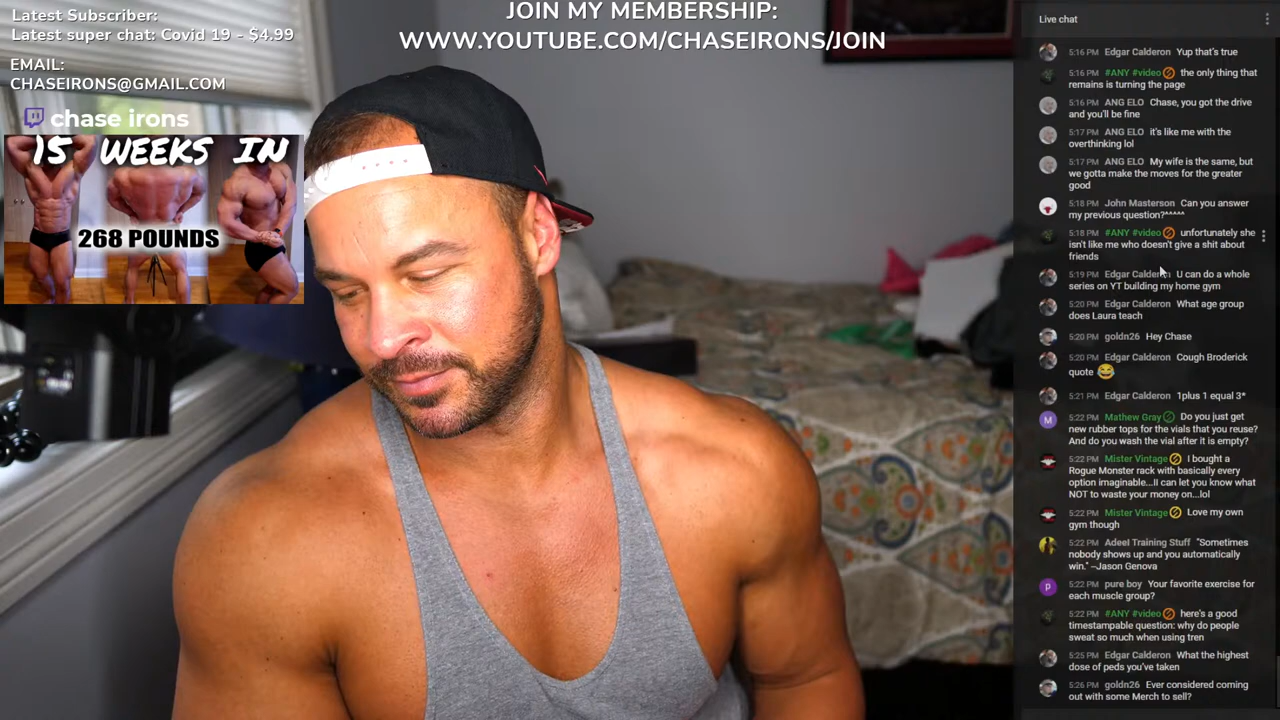 Latest Subscriber:
Latest super chat: Covid 19 - $4.99
EMAIL:
CHASEIRONS@GMAIL.COM
chase irons
15 WEEKS IN
268 POUNDS
JOIN MY MEMBERSHIP:
WWW.YOUTUBE.COM/CHASEIRONS/JOIN
Live chat
5:16 PM Edgar Calderon Yup that's true
5:16 PM #ANY #video the only thing that
remains is turning the page
5:16 PM ANG ELO Chase, you got the drive
and you'll be fine
5:17 PM ANG ELO it's like me with the
overthinking lol
5:17 PM ANG ELO My wife is the same, but
we gotta make the moves for the greater
good
5:18 PM John Masterson Can you answer
my previous question?^^^^^
5:18 PM #ANY #video unfortunately she
isn't like me who doesn't give a shit about
friends
5:19 PM Edgar Calderon U can do a whole
series on YT building my home gym
5:20 PM Edgar Calderon What age group
does Laura teach
5:20 PM goldn26 Hey Chase
5:20 PM Edgar Calderon Cough Broderick
quote 😂
5:21 PM Edgar Calderon 1plus 1 equal 3*
M
5:22 PM Mathew Gray Do you just get
new rubber tops for the vials that you reuse?
And do you wash the vial after it is empty?
5:22 PM Mister Vintage I bought a
Rogue Monster rack with basically every
option imaginable...II can let you know what
NOT to waste your money on...lol
5:22 PM Mister Vintage Love my own
gym though
5:22 PM Adeel Training Stuff "Sometimes
nobody shows up and you automatically
win." --Jason Genova
p
5:22 PM pure boy Your favorite exercise for
each muscle group?
5:22 PM #ANY #video here's a good
timestampable question: why do people
sweat so much when using tren
5:25 PM Edgar Calderon What the highest
dose of peds you've taken
5:26 PM goldn26 Ever considered coming
out with some Merch to sell?